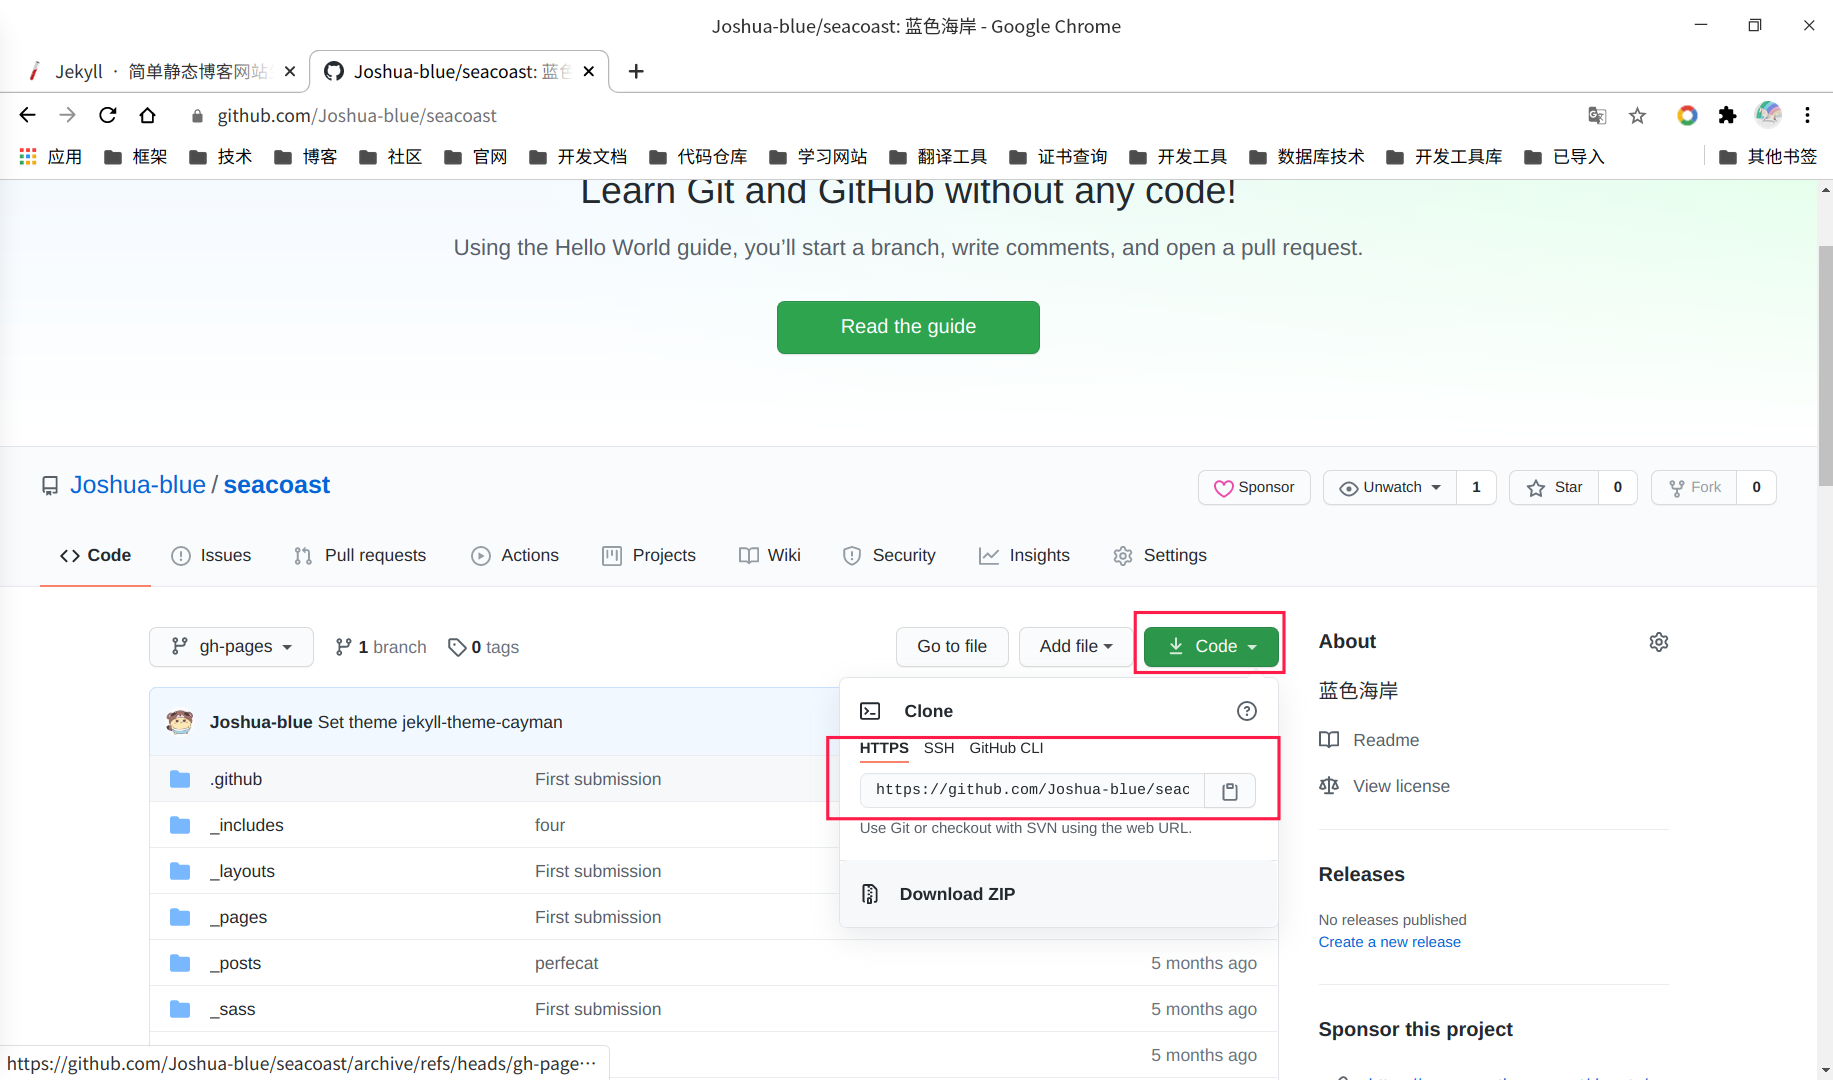 Joshua-blue/seacoast: 蓝色海岸 - Google Chrome
Jekyll · 简单静态博客网站
Joshua-blue/seacoast: 蓝色
github.com/Joshua-blue/seacoast
应用 框架 技术 博客 社区 官网 开发文档 代码仓库 学习网站 翻译工具 证书查询 开发工具 数据库技术 开发工具库 已导入 其他书签
Learn Git and GitHub without any code!
Using the Hello World guide, you’ll start a branch, write comments, and open a pull request.
Read the guide
Joshua-blue / seacoast
Sponsor Unwatch 1 Star 0 Fork 0
Code Issues Pull requests Actions Projects Wiki Security Insights Settings
gh-pages 1 branch 0 tags Go to file Add file Code
Clone
HTTPS SSH GitHub CLI
https://github.com/Joshua-blue/seac
Use Git or checkout with SVN using the web URL.
Download ZIP
Joshua-blue Set theme jekyll-theme-cayman
.github First submission
_includes four
_layouts First submission
_pages First submission
_posts perfecat 5 months ago
_sass First submission 5 months ago
5 months ago
About
蓝色海岸
Readme
View license
Releases
No releases published
Create a new release
Sponsor this project
https://github.com/Joshua-blue/seacoast/archive/refs/heads/gh-page…